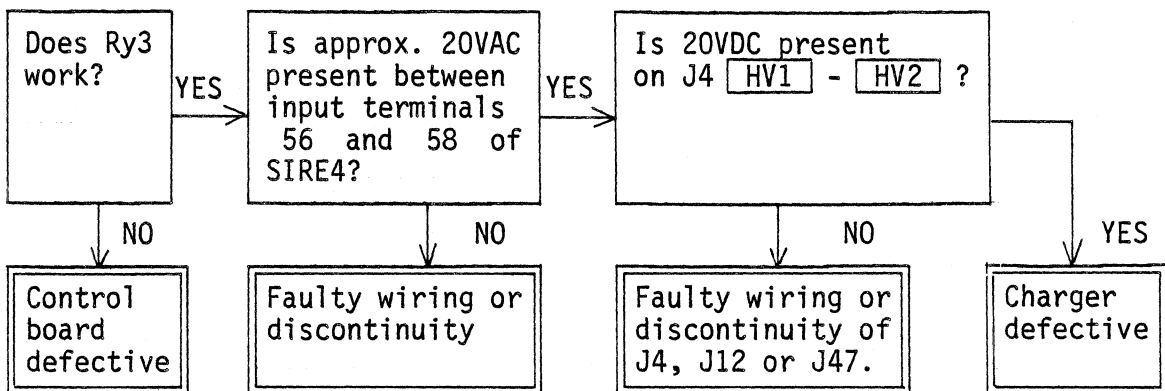 Does Ry3
work?
YES
Is approx. 20VAC
present between
input terminals
56 and 58 of
SIRE4?
YES
Is 20VDC present
on J4 HV1 - HV2 ?
NO
NO
NO
YES
Control
board
defective
Faulty wiring or
discontinuity
Faulty wiring or
discontinuity of
J4, J12 or J47.
Charger
defective